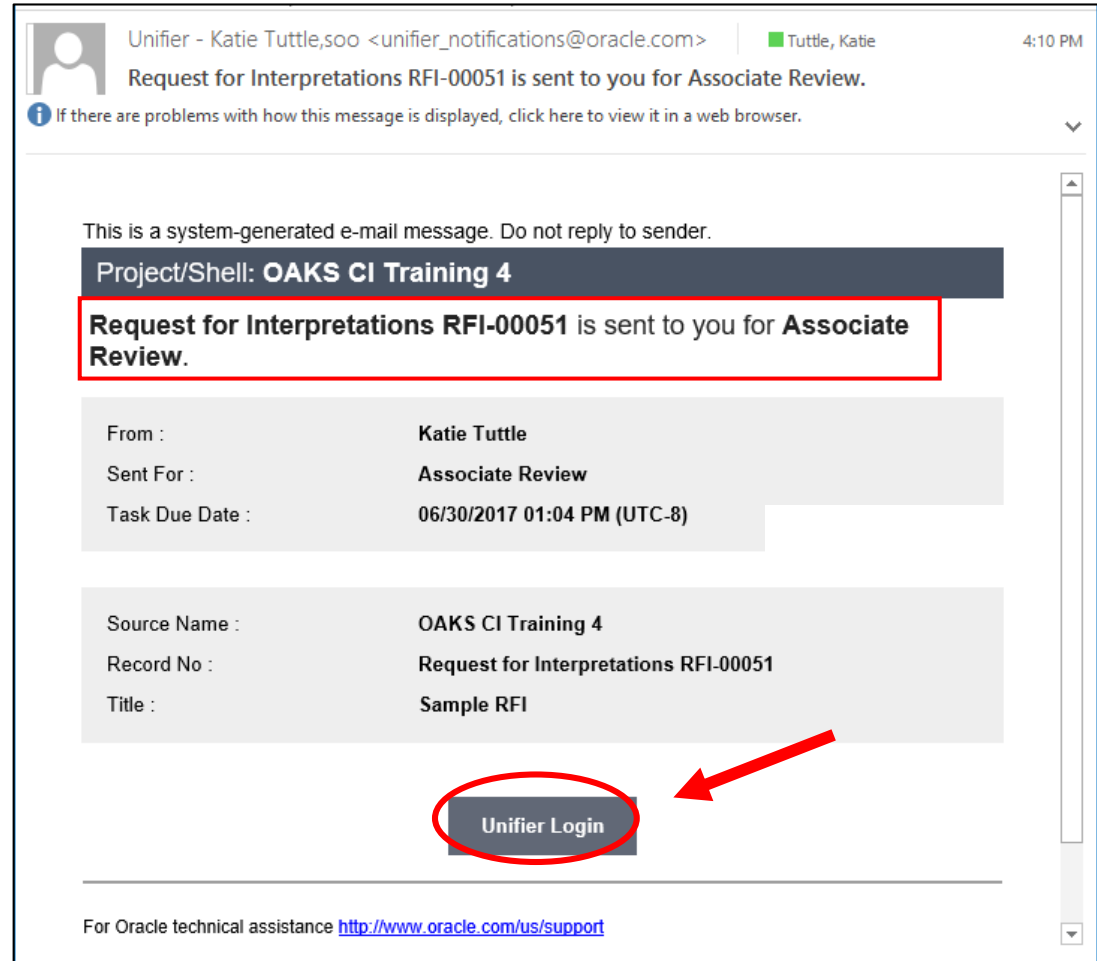 Unifier - Katie Tuttle,soo <unifier_notifications@oracle.com>
Tuttle, Katie
4:10 PM
Request for Interpretations RFI-00051 is sent to you for Associate Review.
If there are problems with how this message is displayed, click here to view it in a web browser.
This is a system-generated e-mail message. Do not reply to sender.
Project/Shell: OAKS CI Training 4
Request for Interpretations RFI-00051 is sent to you for Associate
Review.
From : Katie Tuttle
Sent For : Associate Review
Task Due Date : 06/30/2017 01:04 PM (UTC-8)
Source Name : OAKS CI Training 4
Record No : Request for Interpretations RFI-00051
Title : Sample RFI
Unifier Login
For Oracle technical assistance http://www.oracle.com/us/support